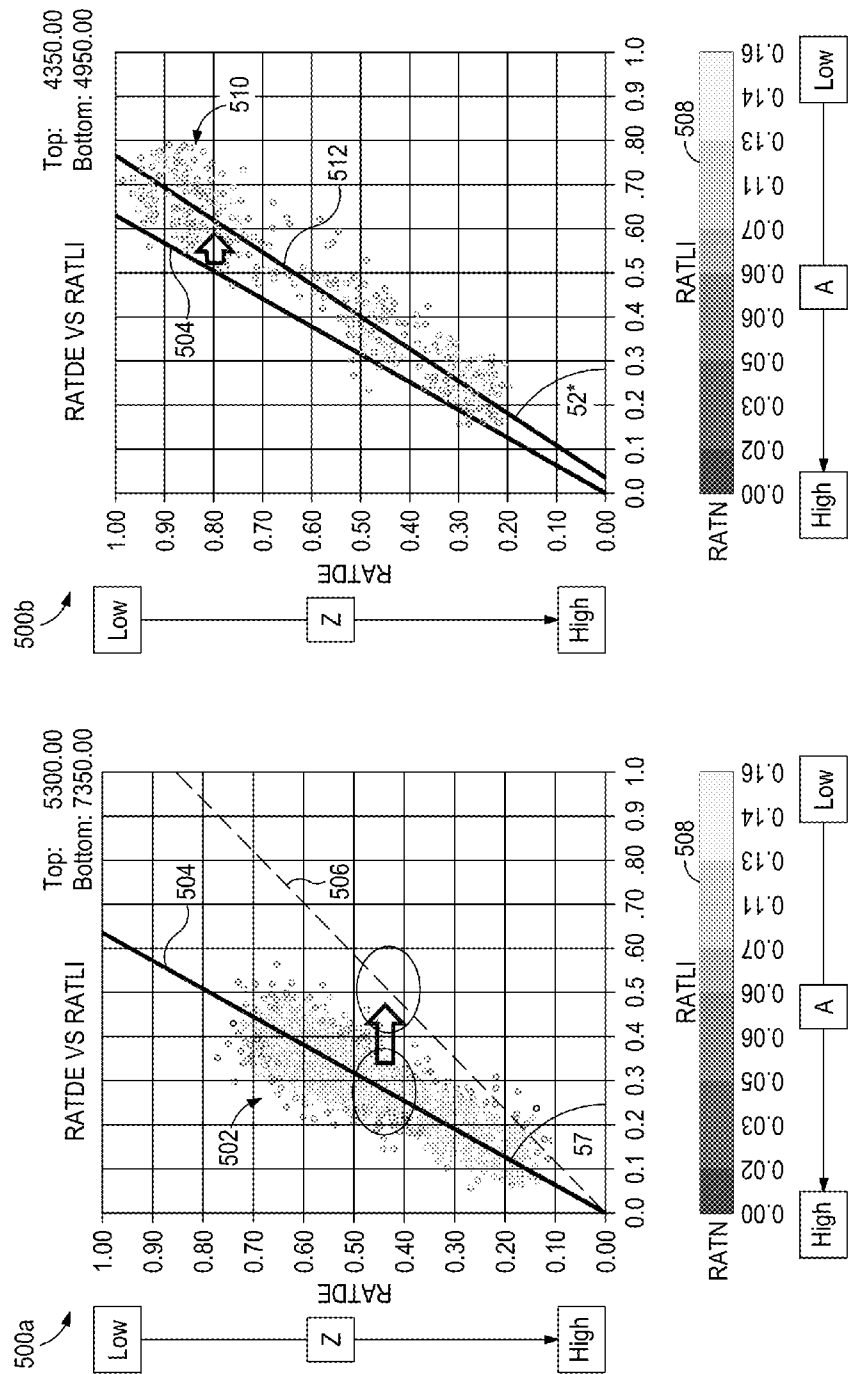 500a
RATDE VS RATLI
Top: 5300.00
Bottom: 7350.00
Low
Z
High
RATDE
1.00
0.90
0.80
0.70
0.60
0.50
0.40
0.30
0.20
0.10
0.00
502
504
506
57
0.0 0.1 0.2 0.3 0.4 0.5 .60 .70 .80 0.9 1.0
RATLI
508
RATN
0.00 0.02 0.03 0.05 0.06 0.06 0.07 0.11 0.13 0.14 0.16
High
A
Low
500b
RATDE VS RATLI
Top: 4350.00
Bottom: 4950.00
Low
Z
High
RATDE
1.00
0.90
0.80
0.70
0.60
0.50
0.40
0.30
0.20
0.10
0.00
504
510
512
52*
0.0 0.1 0.2 0.3 0.4 0.5 .60 .70 .80 0.9 1.0
RATLI
508
RATN
0.00 0.02 0.03 0.05 0.06 0.06 0.07 0.11 0.13 0.14 0.16
High
A
Low